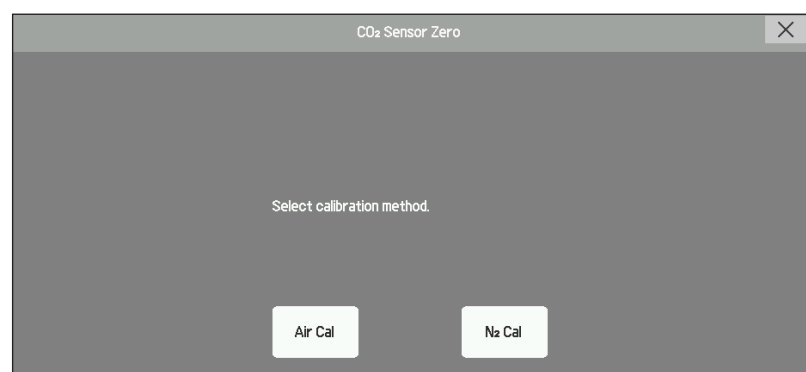 CO₂ Sensor Zero
Select calibration method.
Air Cal
N₂ Cal